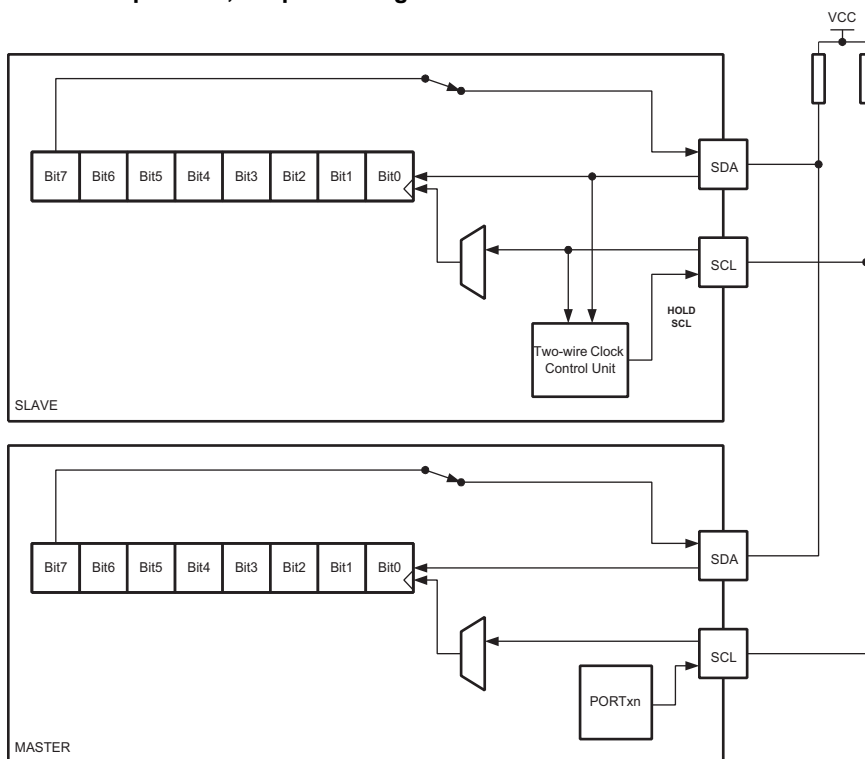 VCC
Bit7 Bit6 Bit5 Bit4 Bit3 Bit2 Bit1 Bit0
SDA
SCL
HOLD
SCL
Two-wire Clock
Control Unit
SLAVE
Bit7 Bit6 Bit5 Bit4 Bit3 Bit2 Bit1 Bit0
SDA
SCL
PORTxn
MASTER